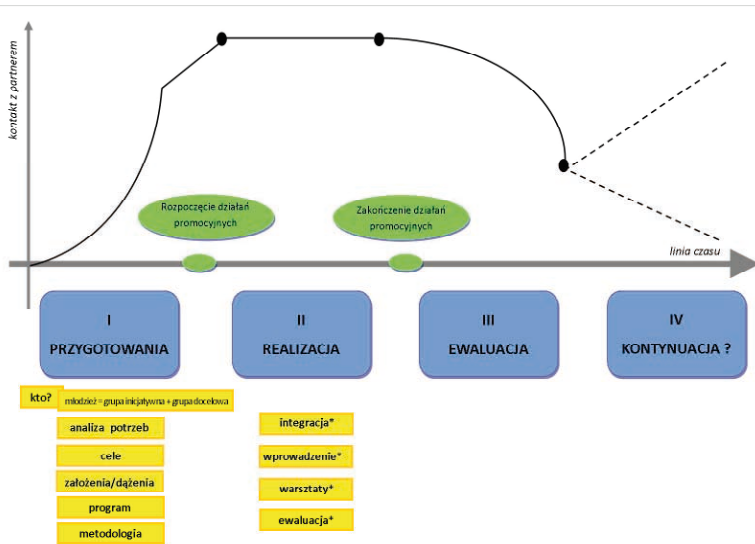 kontakt z partnerem
Rozpoczęcie działań
promocyjnych
Zakończenie działań
promocyjnych
linia czasu
I
PRZYGOTOWANIA
II
REALIZACJA
III
EWALUACJA
IV
KONTYNUACJA ?
kto?
młodzież = grupa inicjatywna + grupa docelowa
analiza potrzeb
cele
założenia/dążenia
program
metodologia
integracja*
wprowadzenie*
warsztaty*
ewaluacja*